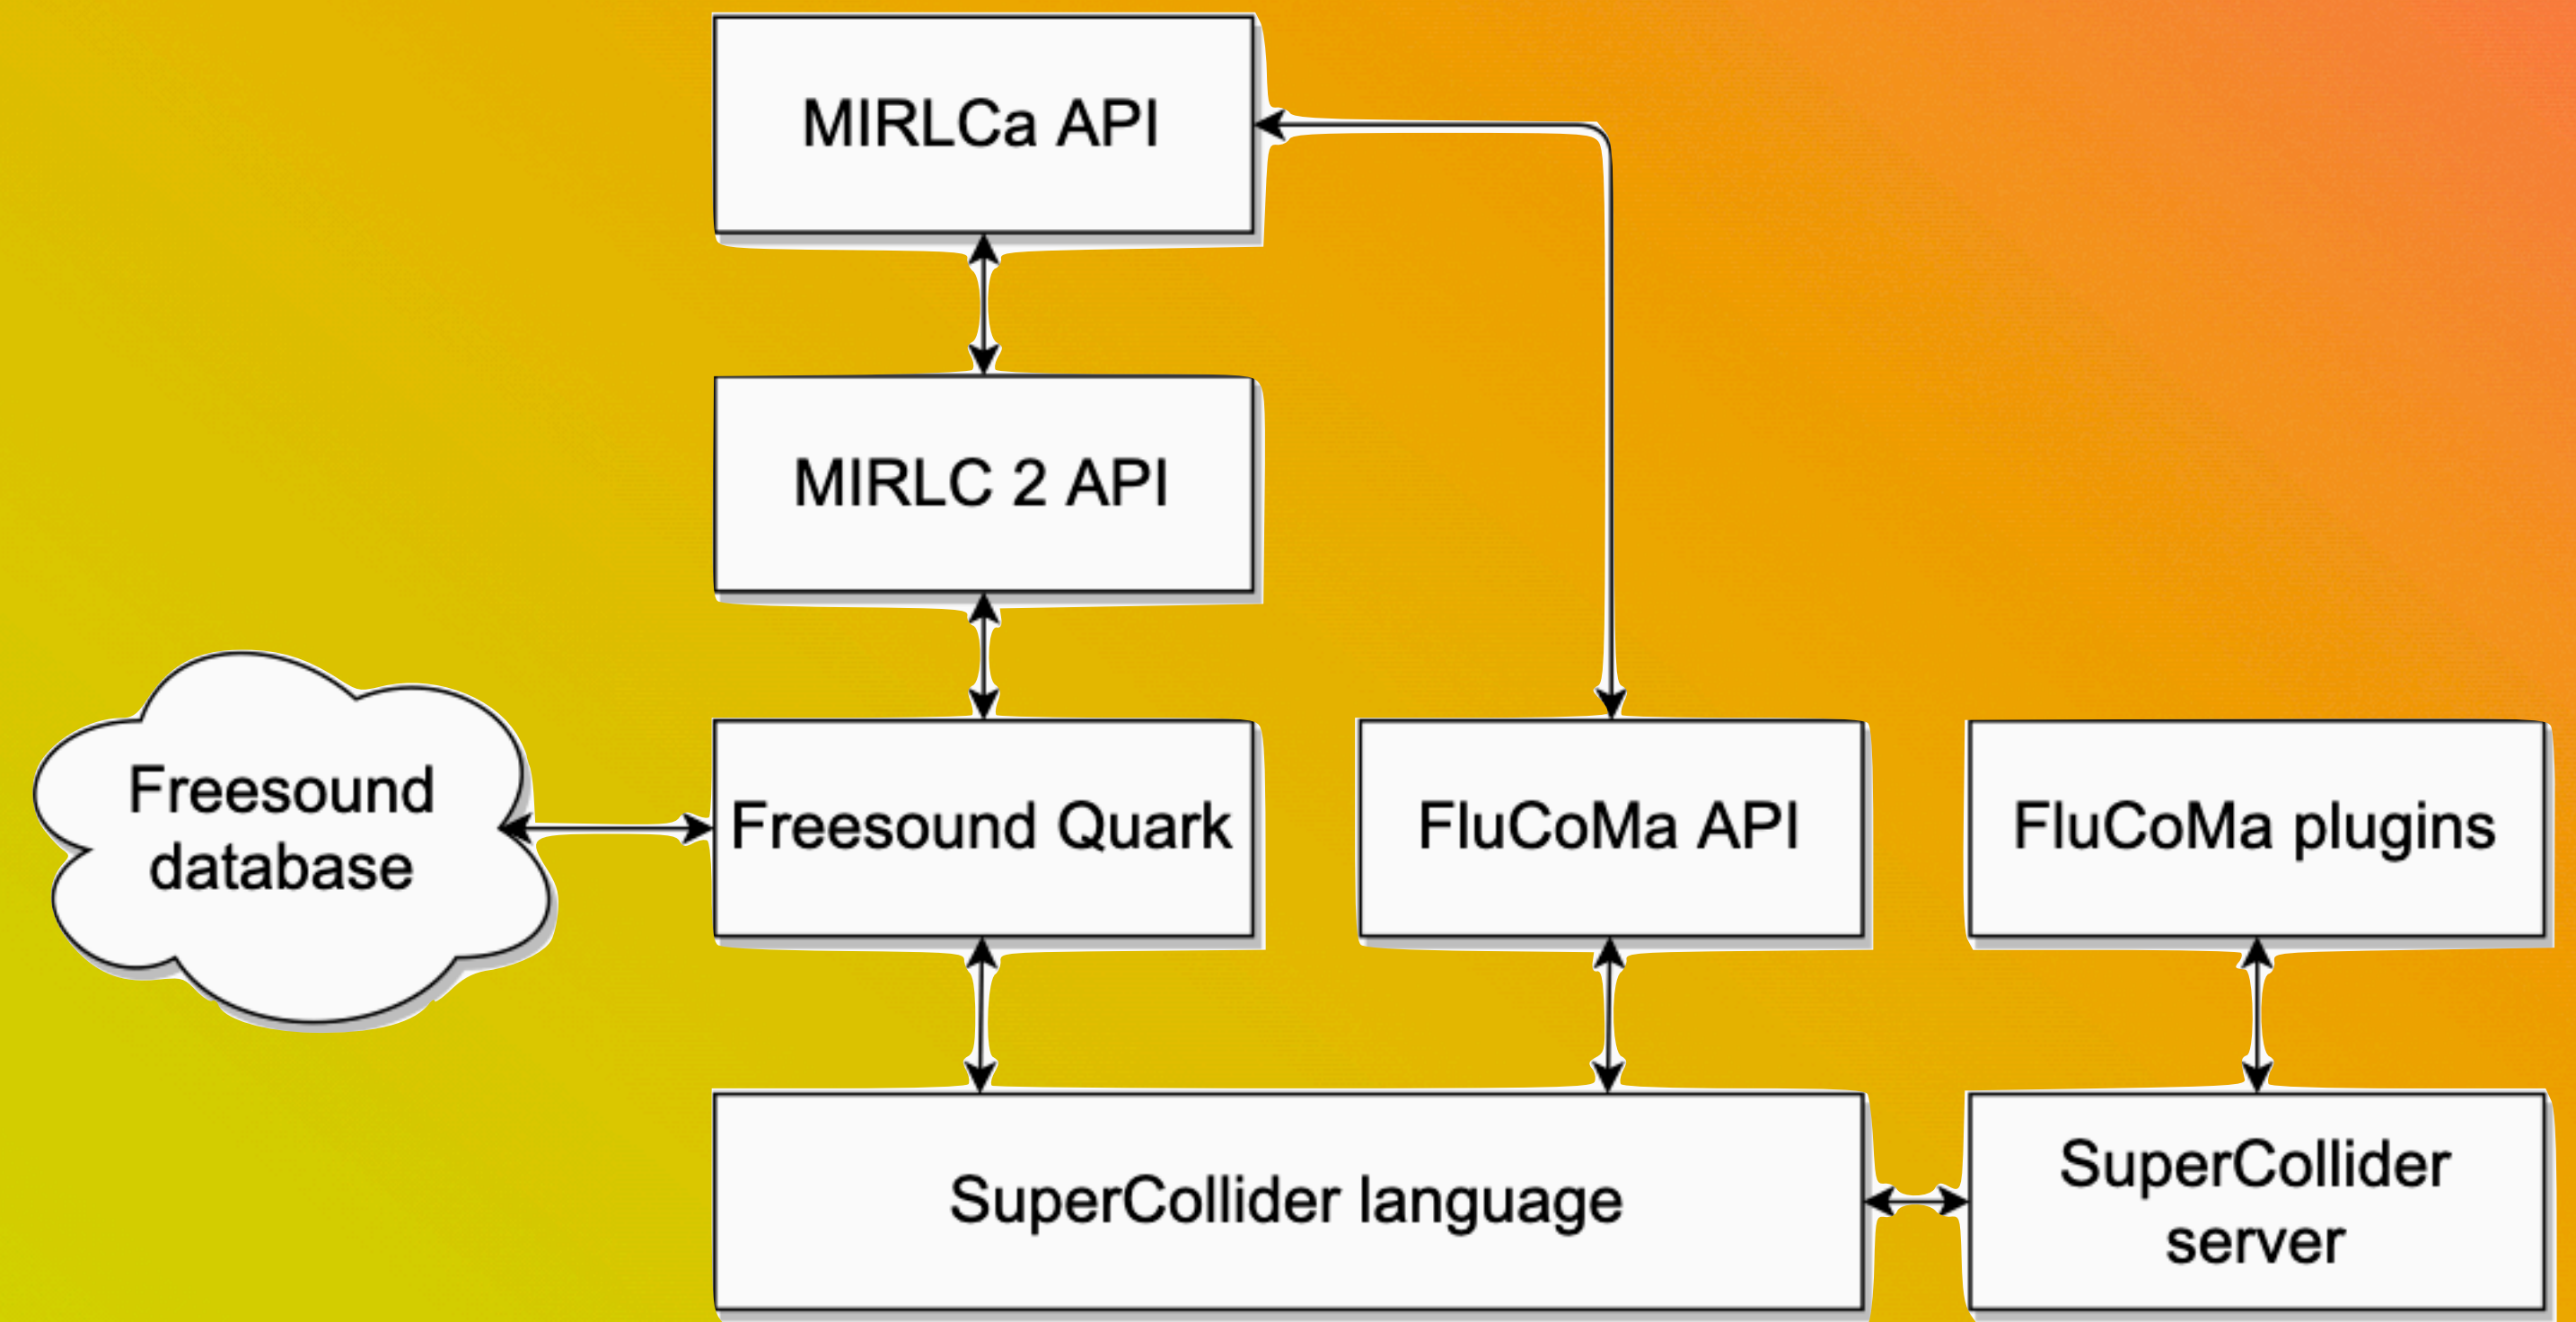 MIRLCa API
MIRLC 2 API
Freesound
database
Freesound Quark
FluCoMa API
FluCoMa plugins
SuperCollider language
SuperCollider
server